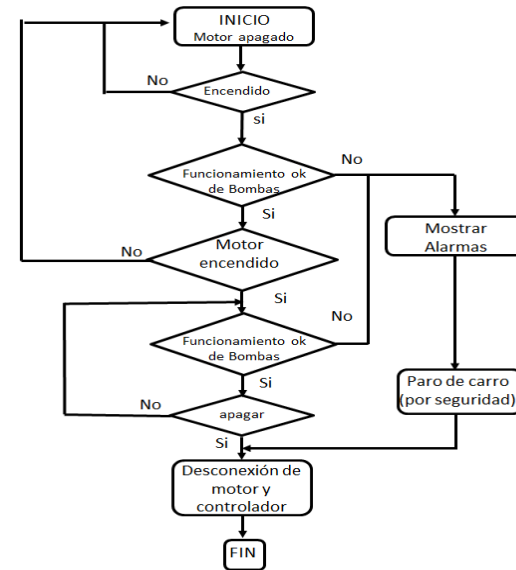 INICIO
Motor apagado
No
Encendido
si
No
Funcionamiento ok
de Bombas
Si
Mostrar
Alarmas
No
Motor
encendido
Si
No
Funcionamiento ok
de Bombas
Si
Paro de carro
(por seguridad)
No
apagar
Si
Desconexión de
motor y
controlador
FIN